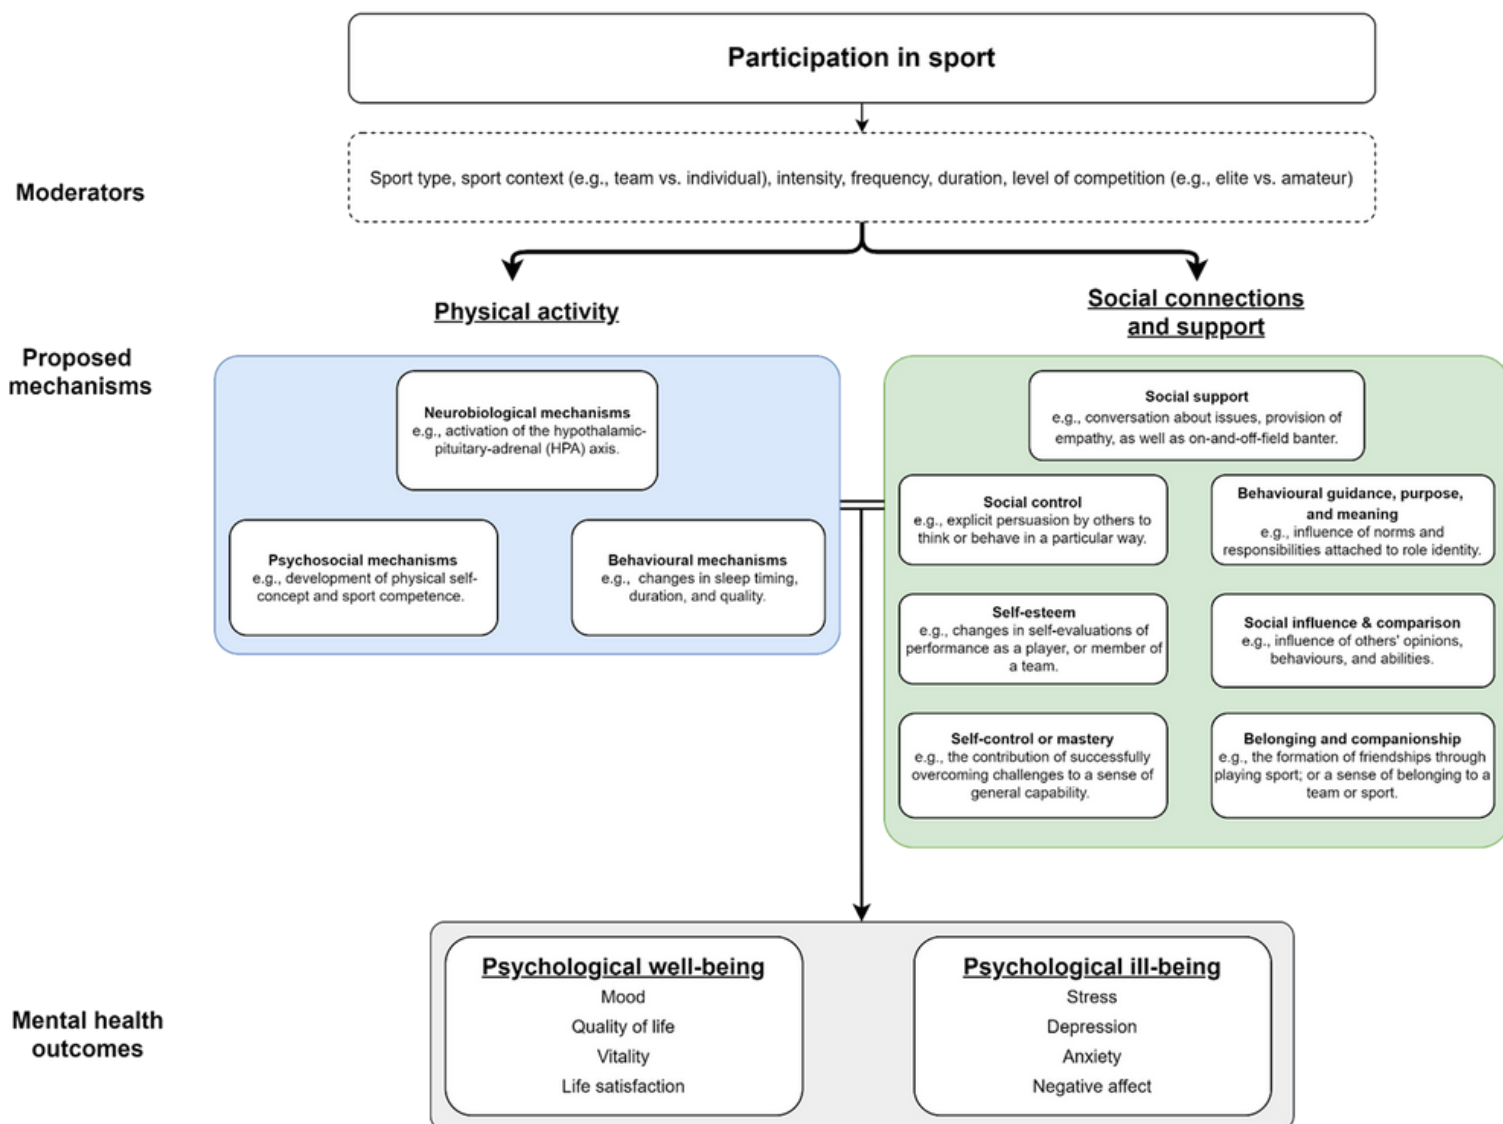 Participation in sport
Moderators
Sport type, sport context (e.g., team vs. individual), intensity, frequency, duration, level of competition (e.g., elite vs. amateur)
Physical activity
Social connections
and support
Proposed
mechanisms
Neurobiological mechanisms
e.g., activation of the hypothalamic-
pituitary-adrenal (HPA) axis.
Psychosocial mechanisms
e.g., development of physical self-
concept and sport competence.
Behavioural mechanisms
e.g.,  changes in sleep timing,
duration, and quality.
Social support
e.g., conversation about issues, provision of
empathy, as well as on-and-off-field banter.
Social control
e.g., explicit persuasion by others to
think or behave in a particular way.
Behavioural guidance, purpose,
and meaning
e.g., influence of norms and
responsibilities attached to role identity.
Self-esteem
e.g., changes in self-evaluations of
performance as a player, or member of
a team.
Social influence & comparison
e.g., influence of others' opinions,
behaviours, and abilities.
Self-control or mastery
e.g., the contribution of successfully
overcoming challenges to a sense of
general capability.
Belonging and companionship
e.g., the formation of friendships through
playing sport; or a sense of belonging to a
team or sport.
Mental health
outcomes
Psychological well-being
Mood
Quality of life
Vitality
Life satisfaction
Psychological ill-being
Stress
Depression
Anxiety
Negative affect